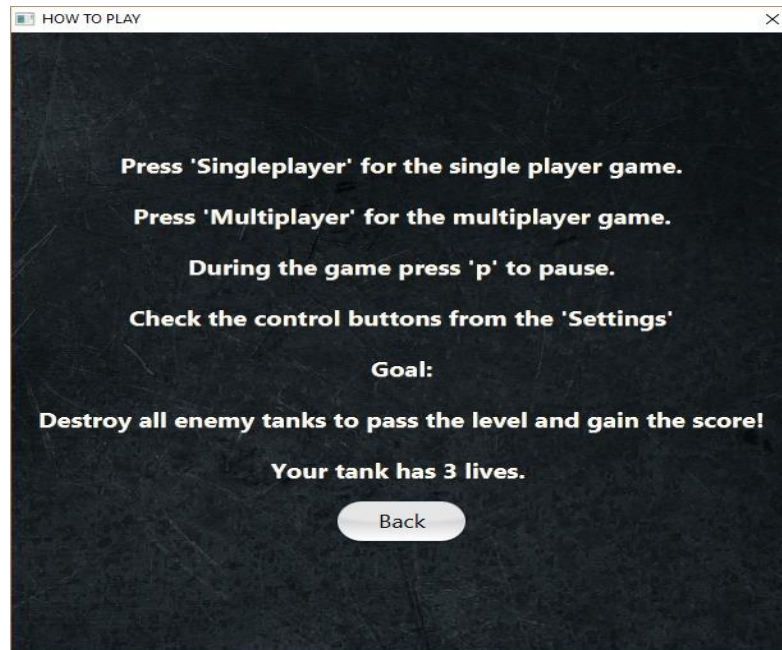 HOW TO PLAY
Press 'Singleplayer' for the single player game.
Press 'Multiplayer' for the multiplayer game.
During the game press 'p' to pause.
Check the control buttons from the 'Settings'
Goal:
Destroy all enemy tanks to pass the level and gain the score!
Your tank has 3 lives.
Back